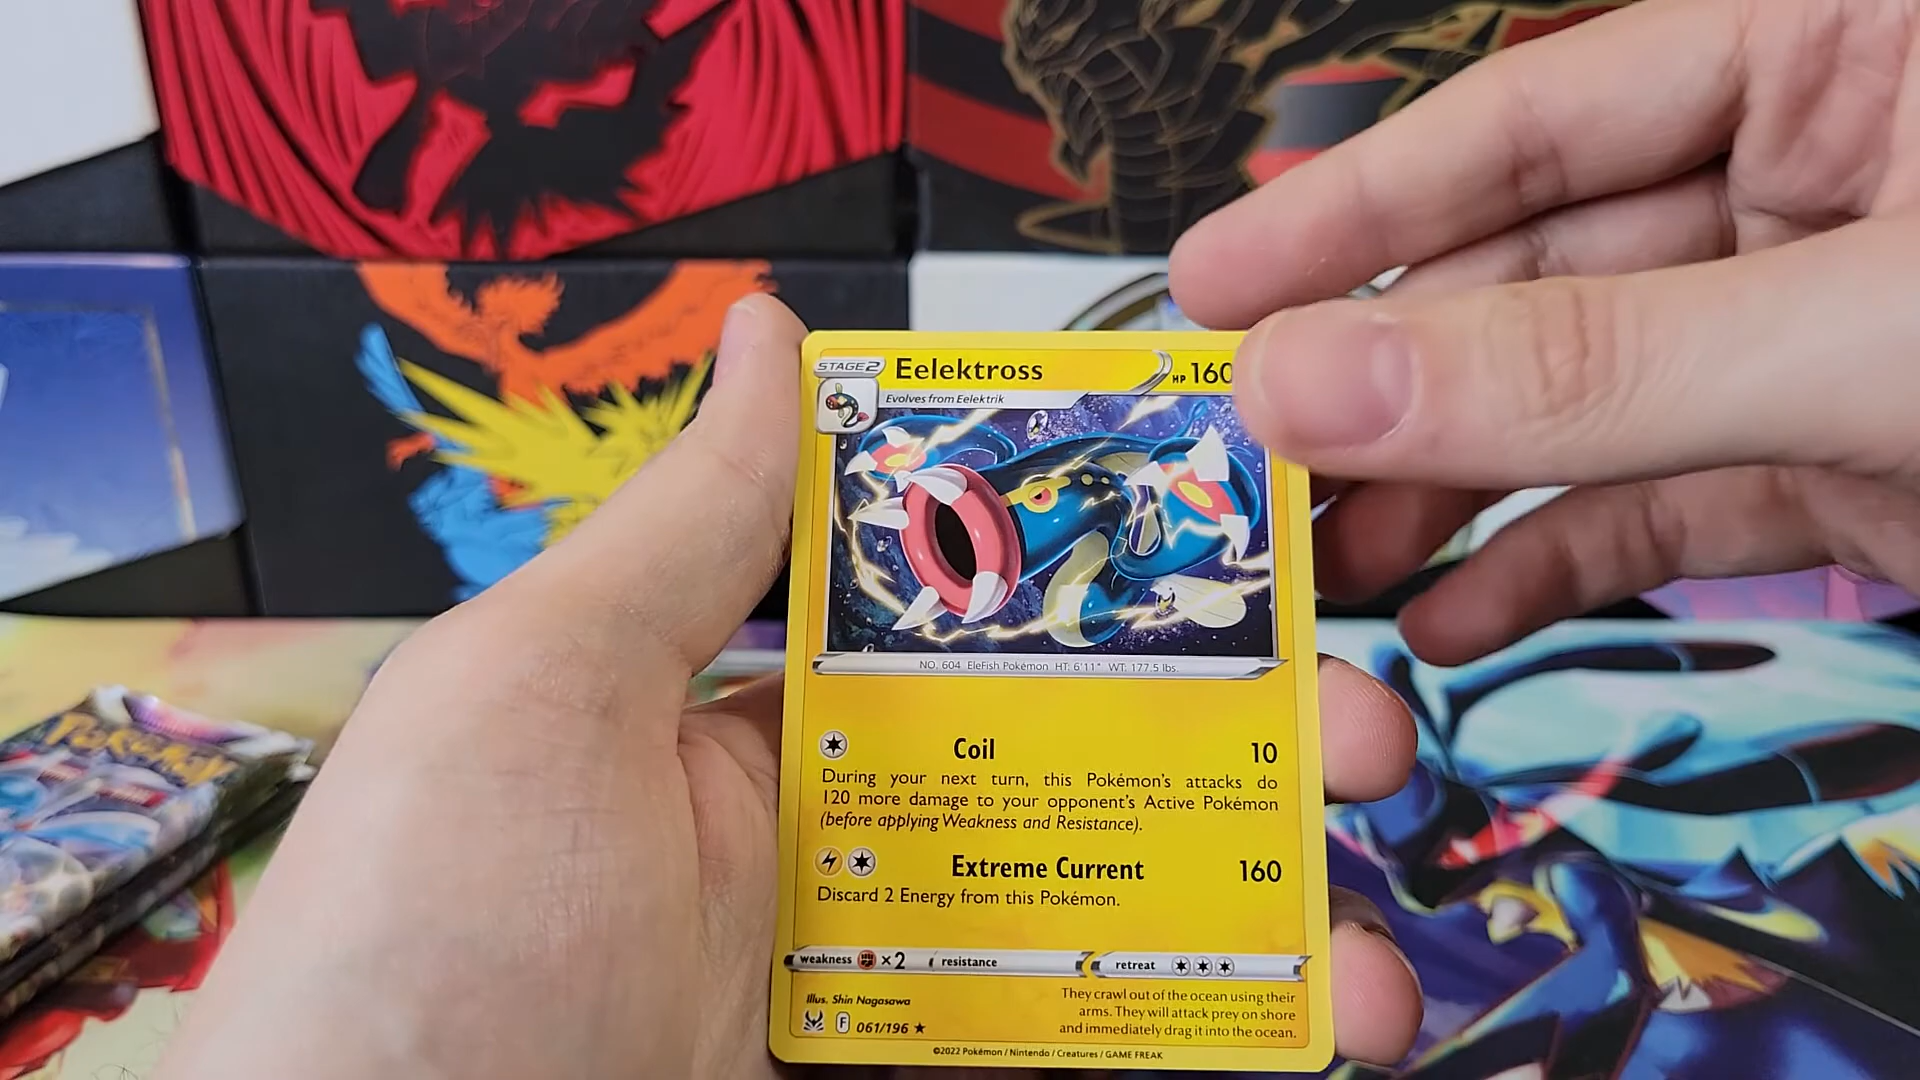 STAGE2
Eelektross
HP 160
Evolves from Eelektrik
NO. 604 EleFish Pokémon HT: 6'11" WT: 177.5 lbs.
Coil 10
During your next turn, this Pokémon's attacks do
120 more damage to your opponent's Active Pokémon
(before applying Weakness and Resistance).
Extreme Current 160
Discard 2 Energy from this Pokémon.
weakness ×2 resistance retreat
Illus. Shin Nagasawa
F 061/196 ★
They crawl out of the ocean using their
arms. They will attack prey on shore
and immediately drag it into the ocean.
©2022 Pokémon / Nintendo / Creatures / GAME FREAK
Pokémon